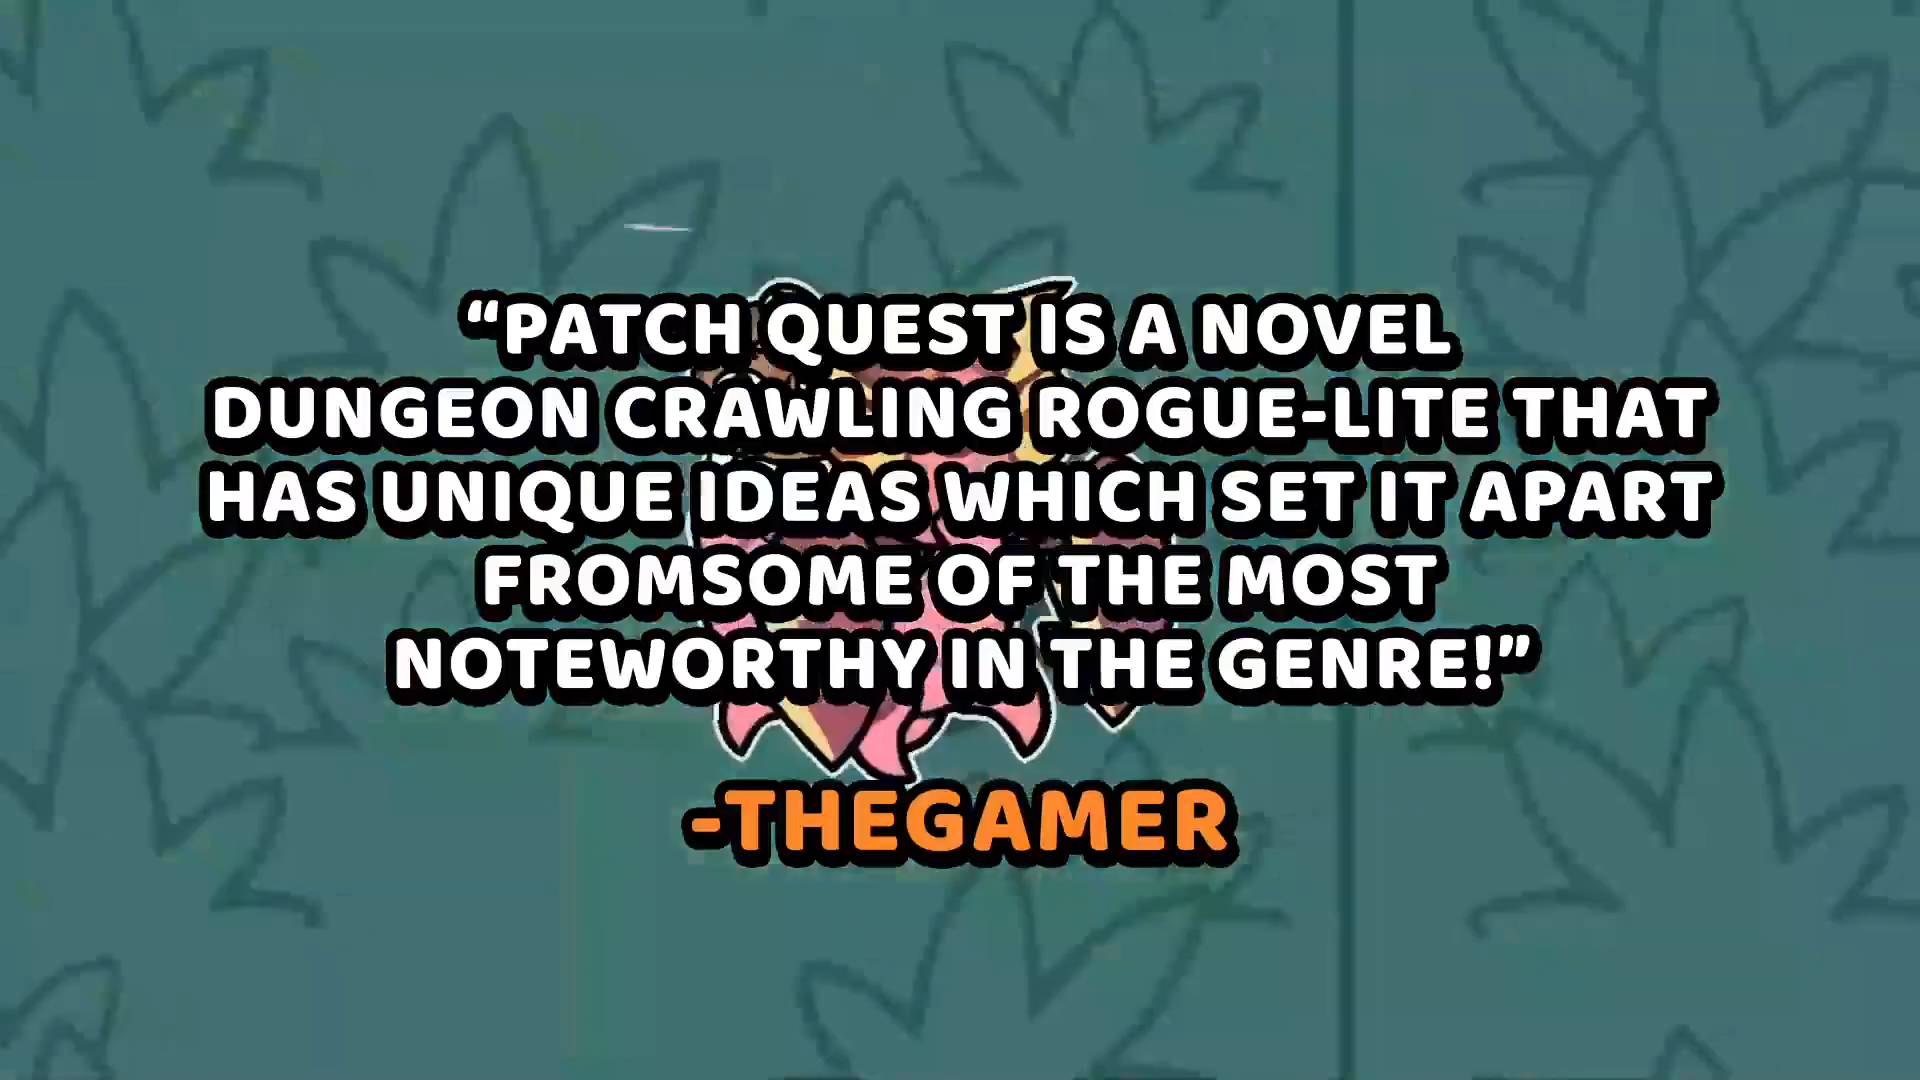 “PATCH QUEST IS A NOVEL
DUNGEON CRAWLING ROGUE-LITE THAT
HAS UNIQUE IDEAS WHICH SET IT APART
FROMSOME OF THE MOST
NOTEWORTHY IN THE GENRE!”
-THEGAMER